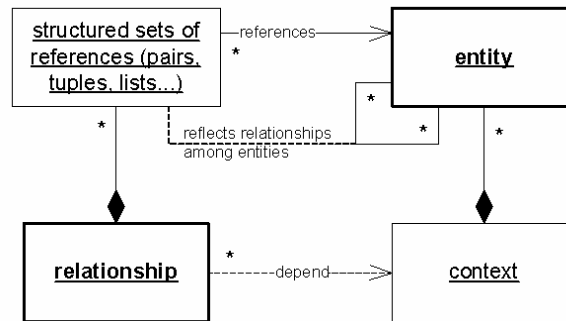 structured sets of
references (pairs,
tuples, lists...)
references
*
entity
*
*
reflects relationships
among entities
*
*
relationship
*
depend
context